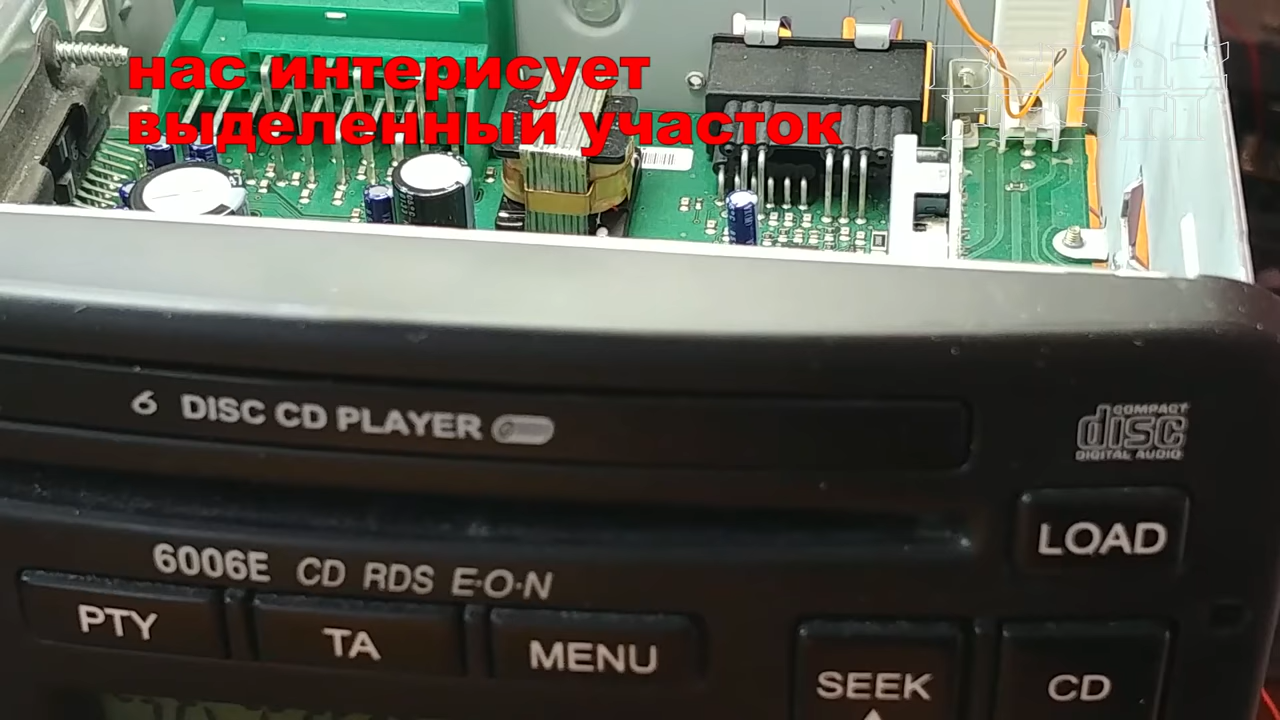 нас интерисует
выделенный участок
6 DISC CD PLAYER
COMPACT
disc
DIGITAL AUDIO
LOAD
6006E CD RDS E·O·N
PTY
TA
MENU
SEEK
CD